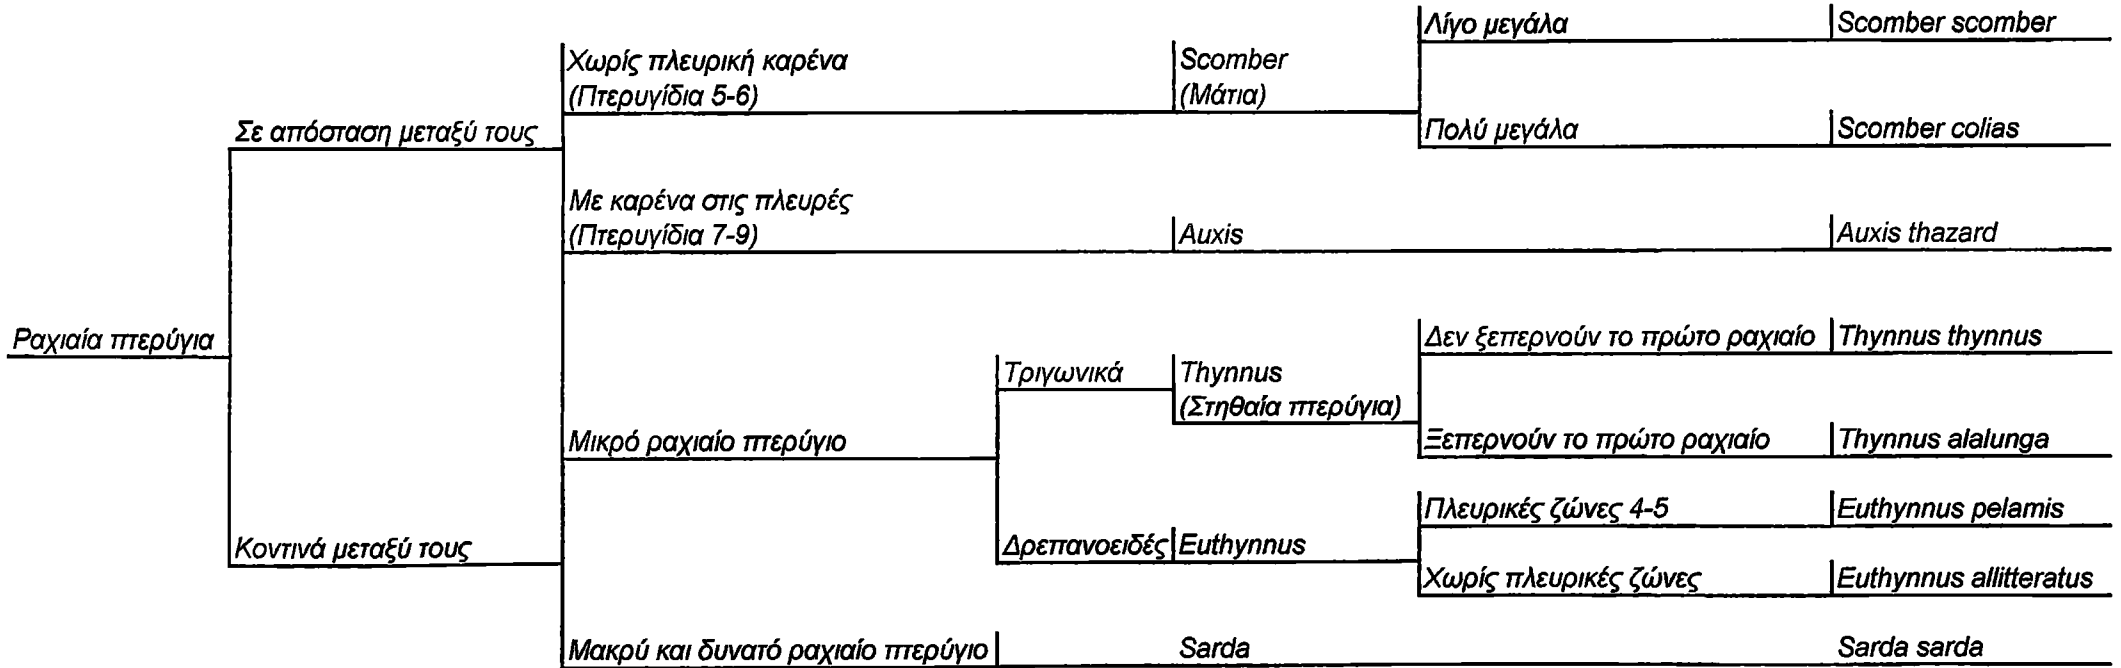 Λίγο μεγάλα
Scomber scomber
Χωρίς πλευρική καρένα
(Πτερυγίδια 5-6)
Scomber
(Μάτια)
Σε απόσταση μεταξύ τους
Πολύ μεγάλα
Scomber colias
Με καρένα στις πλευρές
(Πτερυγίδια 7-9)
Auxis
Auxis thazard
Ραχιαία πτερύγια
Δεν ξεπερνούν το πρώτο ραχιαίο
Thynnus thynnus
Τριγωνικά
Thynnus
(Στηθαία πτερύγια)
Μικρό ραχιαίο πτερύγιο
Ξεπερνούν το πρώτο ραχιαίο
Thynnus alalunga
Πλευρικές ζώνες 4-5
Euthynnus pelamis
Κοντινά μεταξύ τους
Δρεπανοειδές
Euthynnus
Χωρίς πλευρικές ζώνες
Euthynnus allitteratus
Μακρύ και δυνατό ραχιαίο πτερύγιο
Sarda
Sarda sarda